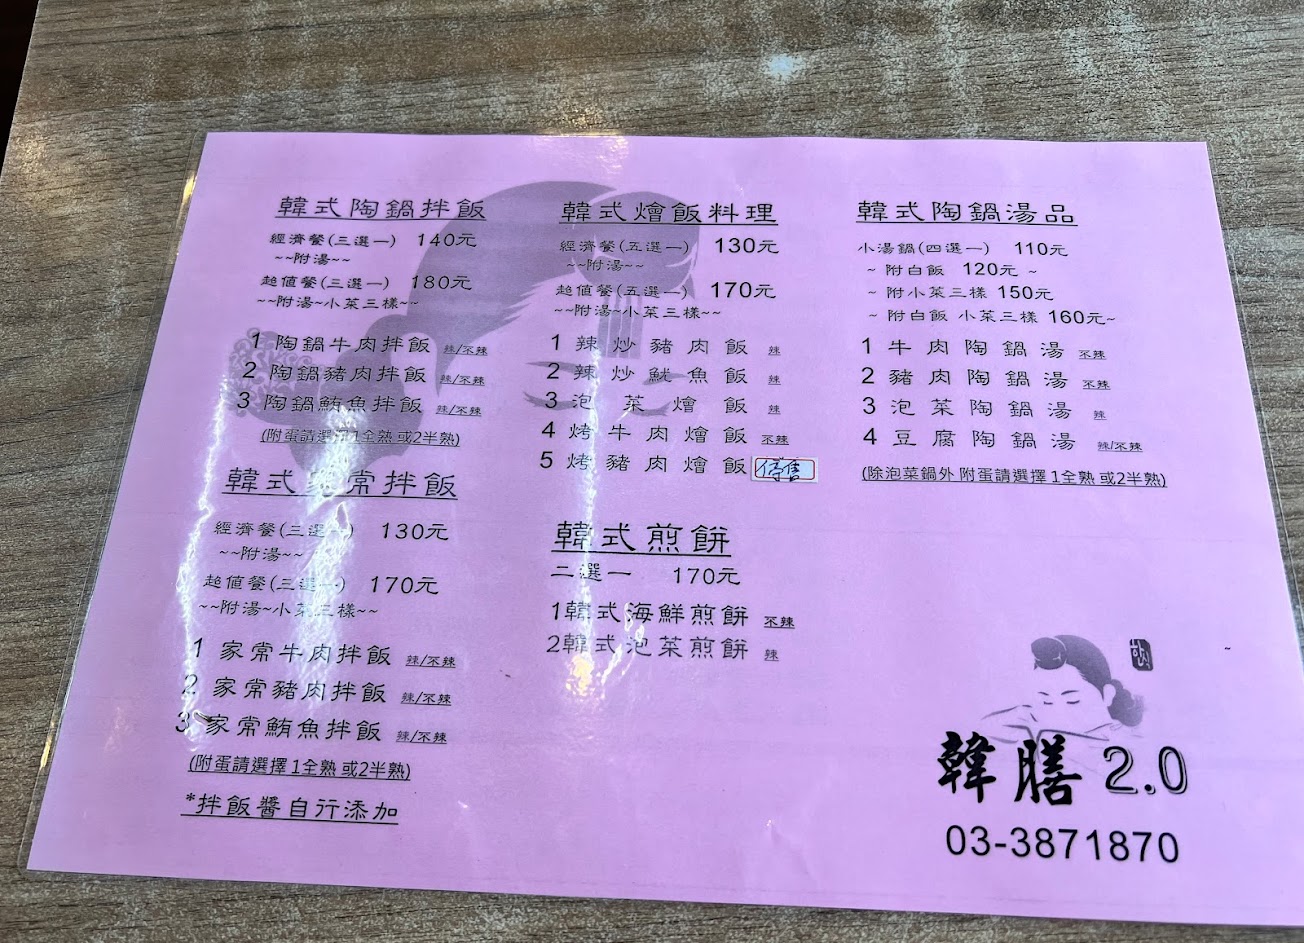 韓式陶鍋拌飯
經濟餐(三選一) 140元
~~附湯~~
超值餐(三選一) 180元
~~附湯~小菜三樣~~
1 陶鍋牛肉拌飯 辣/不辣
2 陶鍋豬肉拌飯 辣/不辣
3 陶鍋鮪魚拌飯 辣/不辣
(附蛋請選擇1全熟 或2半熟)
韓式家常拌飯
經濟餐(三選一) 130元
~~附湯~~
超值餐(三選一) 170元
~~附湯~小菜三樣~~
1 家常牛肉拌飯 辣/不辣
2 家常豬肉拌飯 辣/不辣
3 家常鮪魚拌飯 辣/不辣
(附蛋請選擇 1全熟 或2半熟)
*拌飯醬自行添加
韓式燴飯料理
經濟餐(五選一) 130元
~~附湯~~
超值餐(五選一) 170元
~~附湯~小菜三樣~~
1 辣炒豬肉飯 辣
2 辣炒魷魚飯 辣
3 泡菜燴飯 辣
4 烤牛肉燴飯 不辣
5 烤豬肉燴飯 停售
韓式煎餅
二選一 170元
1韓式海鮮煎餅 不辣
2韓式泡菜煎餅 辣
韓式陶鍋湯品
小湯鍋(四選一) 110元
~ 附白飯 120元 ~
~ 附小菜三樣 150元
~ 附白飯 小菜三樣 160元~
1 牛肉陶鍋湯 不辣
2 豬肉陶鍋湯 不辣
3 泡菜陶鍋湯 辣
4 豆腐陶鍋湯 辣/不辣
(除泡菜鍋外 附蛋請選擇 1全熟 或2半熟)
韓膳 2.0
03-3871870